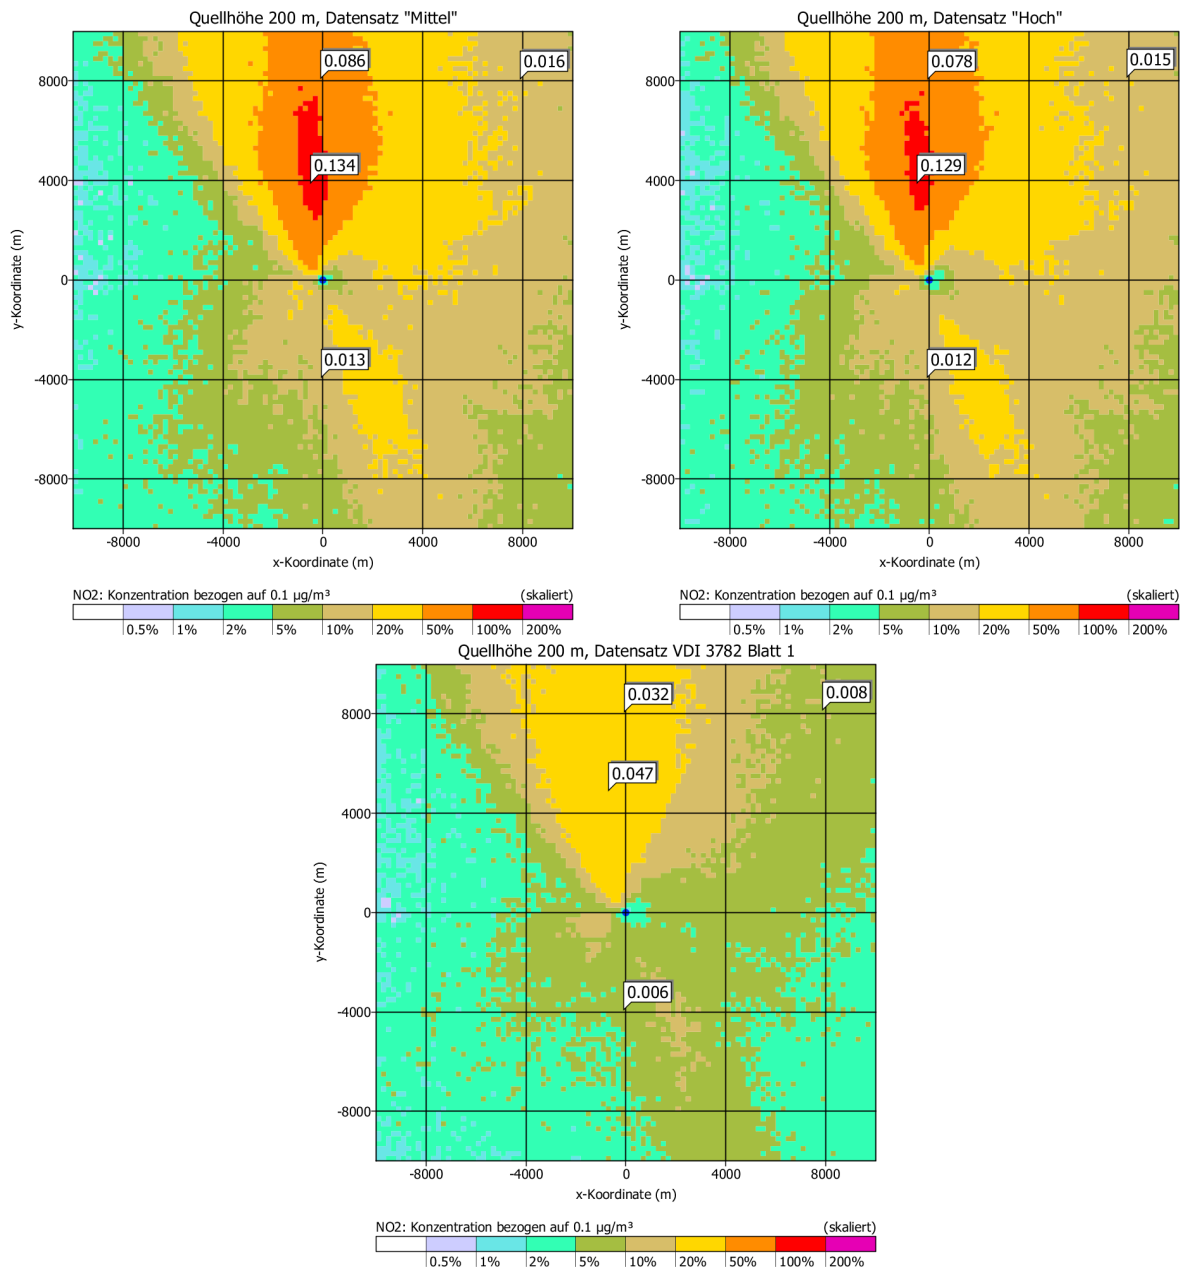 Quellhöhe 200 m, Datensatz "Mittel"
0.086
0.016
0.134
0.013
8000
4000
0
-4000
-8000
y-Koordinate (m)
-8000 -4000 0 4000 8000
x-Koordinate (m)
NO2: Konzentration bezogen auf 0.1 µg/m³ (skaliert)
0.5% 1% 2% 5% 10% 20% 50% 100% 200%
Quellhöhe 200 m, Datensatz "Hoch"
0.078
0.015
0.129
0.012
8000
4000
0
-4000
-8000
y-Koordinate (m)
-8000 -4000 0 4000 8000
x-Koordinate (m)
NO2: Konzentration bezogen auf 0.1 µg/m³ (skaliert)
0.5% 1% 2% 5% 10% 20% 50% 100% 200%
Quellhöhe 200 m, Datensatz VDI 3782 Blatt 1
0.032
0.008
0.047
0.006
8000
4000
0
-4000
-8000
y-Koordinate (m)
-8000 -4000 0 4000 8000
x-Koordinate (m)
NO2: Konzentration bezogen auf 0.1 µg/m³ (skaliert)
0.5% 1% 2% 5% 10% 20% 50% 100% 200%